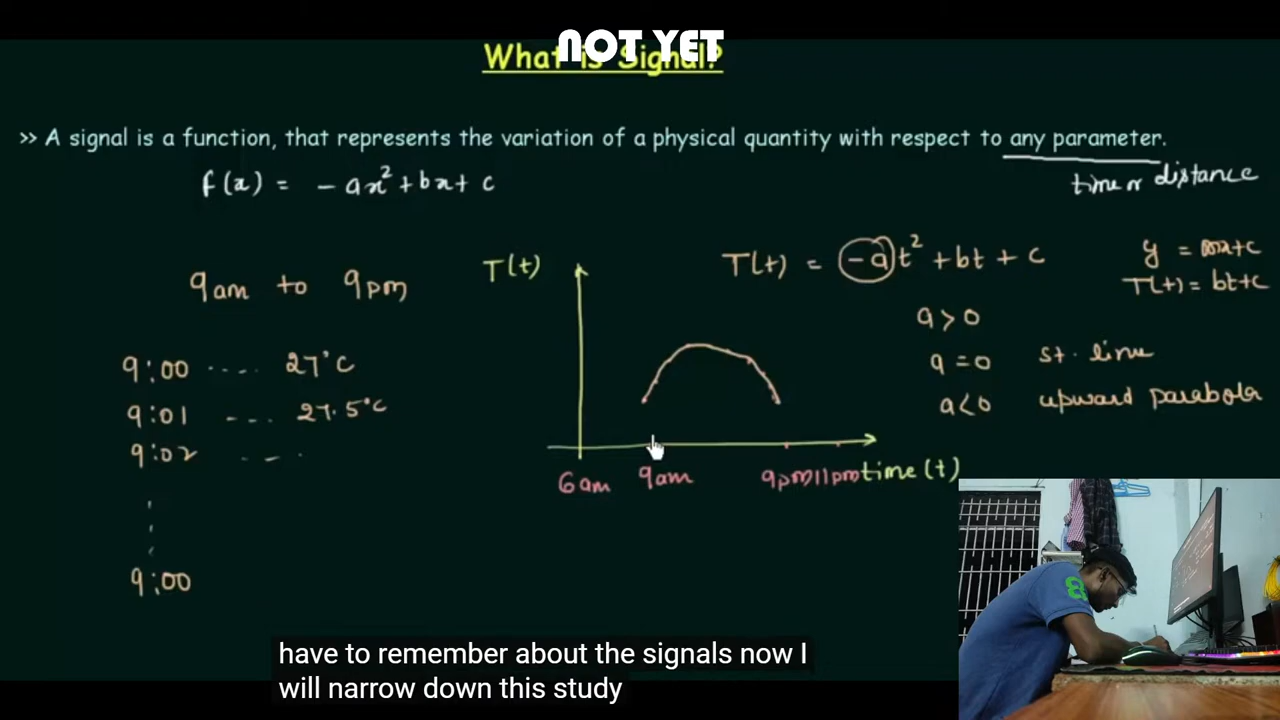 NOT YET
What is Signal?
>> A signal is a function, that represents the variation of a physical quantity with respect to any parameter.
f(x) = -ax²+bx+c
time or distance
9am to 9pm
9:00 .... 27°C
9:01 --- 27.5°C
9:02 - - .
9:00
T(t)
6am 9am 9pm 11pm time (t)
T(t) = -at² + bt + c
y = mx+c
T(t) = bt+c
a > 0
a = 0 st. line
a < 0 upward parabola
have to remember about the signals now I
will narrow down this study